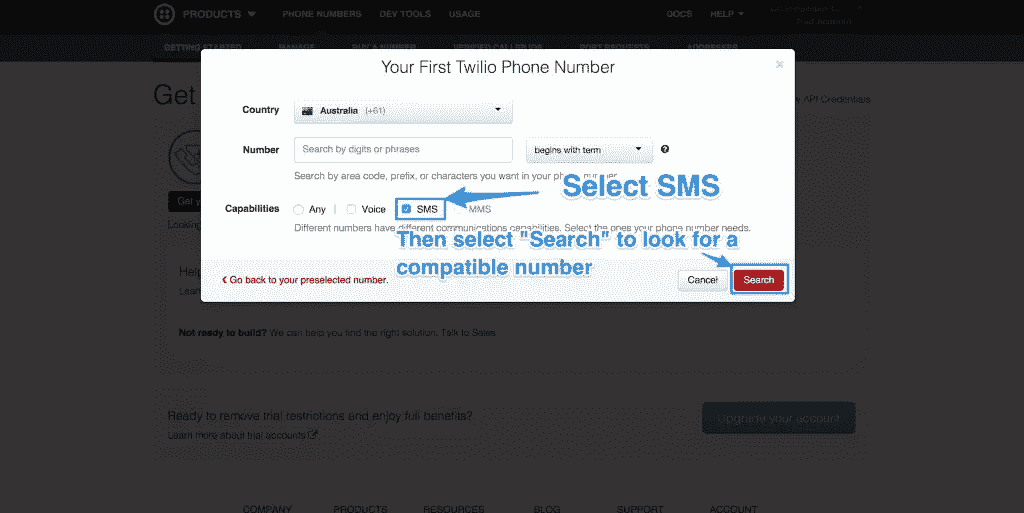 PRODUCTS PHONE NUMBERS DEV TOOLS USAGE DOCS HELP
GETTING STARTED MANAGE BUY A NUMBER VERIFIED CALLER IDS PORT REQUESTS ADDRESSES
Your First Twilio Phone Number ×
Get
API Credentials
Country Australia (+61)
Number Search by digits or phrases begins with term
Search by area code, prefix, or characters you want in your phone number.
Select SMS
Get
Capabilities Any | Voice SMS MMS
Looking
Different numbers have different communications capabilities. Select the ones your phone number needs.
Then select "Search" to look for a
compatible number
Help
Go back to your preselected number. Cancel Search
Learn
Not ready to build? We can help you find the right solution. Talk to Sales
Ready to remove trial restrictions and enjoy full benefits?
Upgrade your account
Learn more about trial accounts
COMPANY PRODUCTS RESOURCES BLOG SUPPORT ACCOUNT